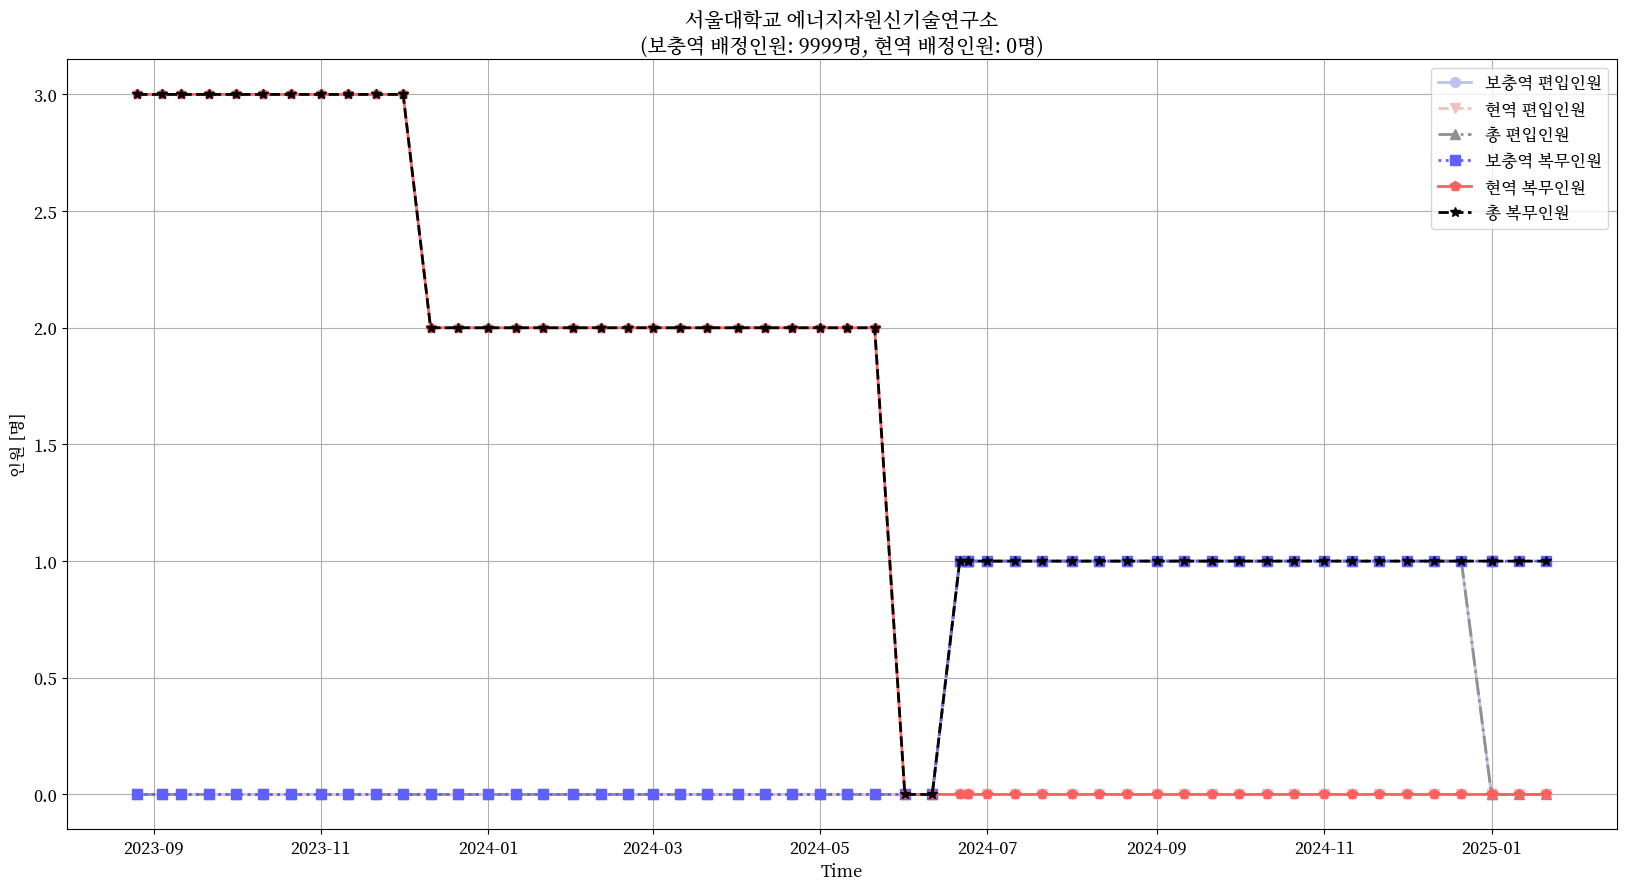 서울대학교 에너지자원신기술연구소
(보충역 배정인원: 9999명, 현역 배정인원: 0명)
보충역 편입인원
현역 편입인원
총 편입인원
보충역 복무인원
현역 복무인원
총 복무인원
인원 [명]
3.0
2.5
2.0
1.5
1.0
0.5
0.0
2023-09
2023-11
2024-01
2024-03
2024-05
2024-07
2024-09
2024-11
2025-01
Time